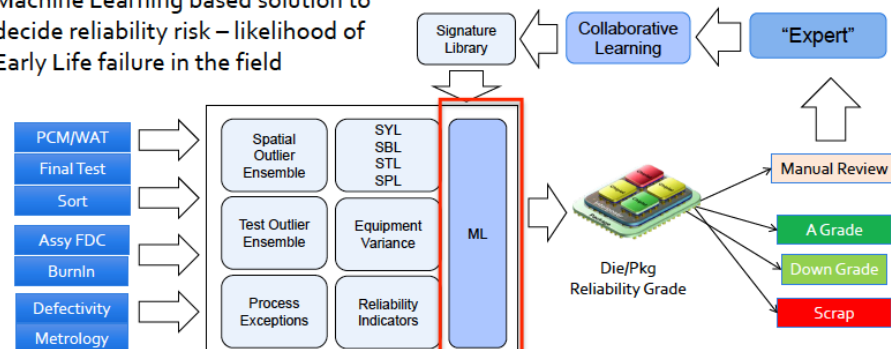 Machine Learning based solution to
decide reliability risk – likelihood of
Early Life failure in the field
Signature
Library
Collaborative
Learning
"Expert"
PCM/WAT
Final Test
Sort
Assy FDC
BurnIn
Defectivity
Metrology
Spatial
Outlier
Ensemble
SYL
SBL
STL
SPL
Test Outlier
Ensemble
Equipment
Variance
Process
Exceptions
Reliability
Indicators
ML
Die/Pkg
Reliability Grade
Manual Review
A Grade
Down Grade
Scrap